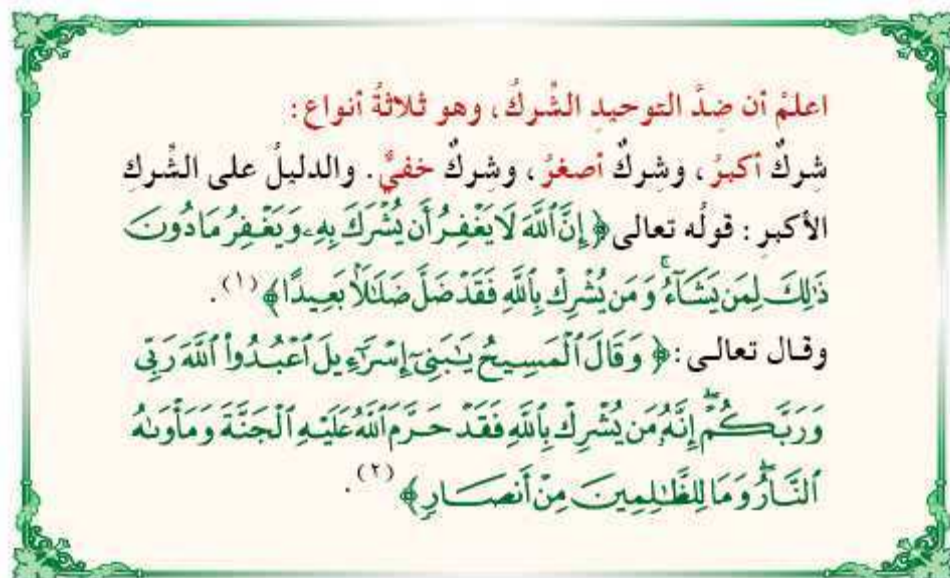 اعلمْ أن ضِدَّ التوحيدِ الشِّركُ، وهو ثلاثةُ أنواع:
شِركٌ أكبرُ، وشِركٌ أصغرُ، وشِركٌ خفيٌّ. والدليلُ على الشِّركِ
الأكبرِ: قولُه تعالى ﴿إِنَّ ٱللَّهَ لَا يَغْفِرُ أَن يُشْرَكَ بِهِۦ وَيَغْفِرُ مَا دُونَ
ذَٰلِكَ لِمَن يَشَآءُۚ وَمَن يُشْرِكْ بِٱللَّهِ فَقَدْ ضَلَّ ضَلَٰلًۢا بَعِيدًا﴾(١).
وقال تعالى: ﴿وَقَالَ ٱلْمَسِيحُ يَٰبَنِىٓ إِسْرَٰٓءِيلَ ٱعْبُدُوا۟ ٱللَّهَ رَبِّى
وَرَبَّكُمْۖ إِنَّهُۥ مَن يُشْرِكْ بِٱللَّهِ فَقَدْ حَرَّمَ ٱللَّهُ عَلَيْهِ ٱلْجَنَّةَ وَمَأْوَىٰهُ
ٱلنَّارُۖ وَمَا لِلظَّٰلِمِينَ مِنْ أَنصَارٍ﴾(٢).